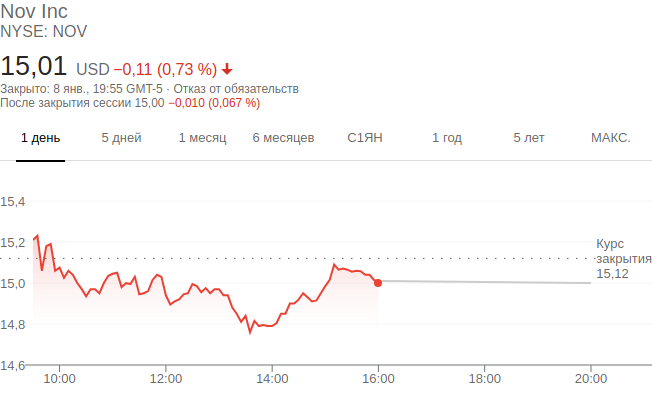 Nov Inc
NYSE: NOV
15,01 USD −0,11 (0,73 %)
Закрыто: 8 янв., 19:55 GMT-5 · Отказ от обязательств
После закрытия сессии 15,00 −0,010 (0,067 %)
1 день 5 дней 1 месяц 6 месяцев С1ЯН 1 год 5 лет МАКС.
15,4
15,2
Курс
закрытия
15,12
15,0
14,8
14,6
10:00 12:00 14:00 16:00 18:00 20:00